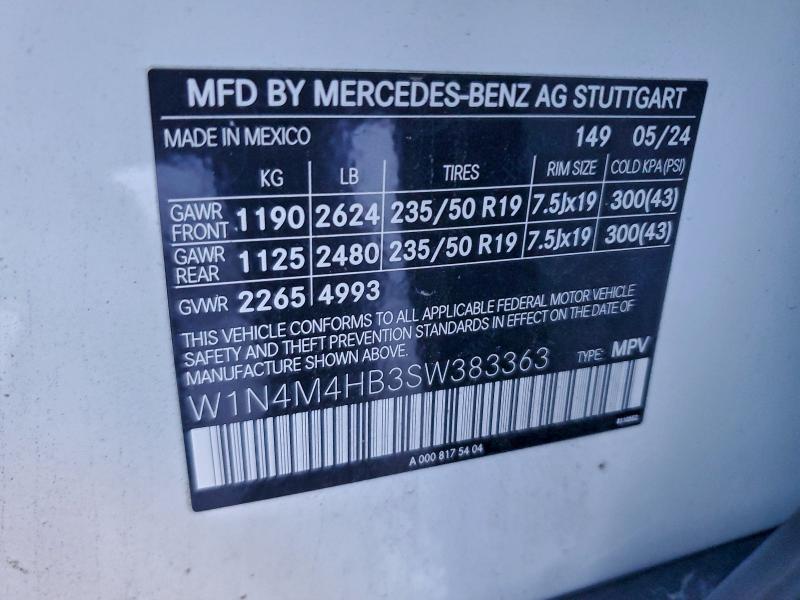 MFD BY MERCEDES-BENZ AG STUTTGART
MADE IN MEXICO 149 05/24
KG LB TIRES RIM SIZE COLD KPA (PSI)
GAWR FRONT 1190 2624 235/50 R19 7.5Jx19 300(43)
GAWR REAR 1125 2480 235/50 R19 7.5Jx19 300(43)
GVWR 2265 4993
THIS VEHICLE CONFORMS TO ALL APPLICABLE FEDERAL MOTOR VEHICLE
SAFETY AND THEFT PREVENTION STANDARDS IN EFFECT ON THE DATE OF
MANUFACTURE SHOWN ABOVE. TYPE: MPV
W1N4M4HB3SW383363
A 000 817 54 04